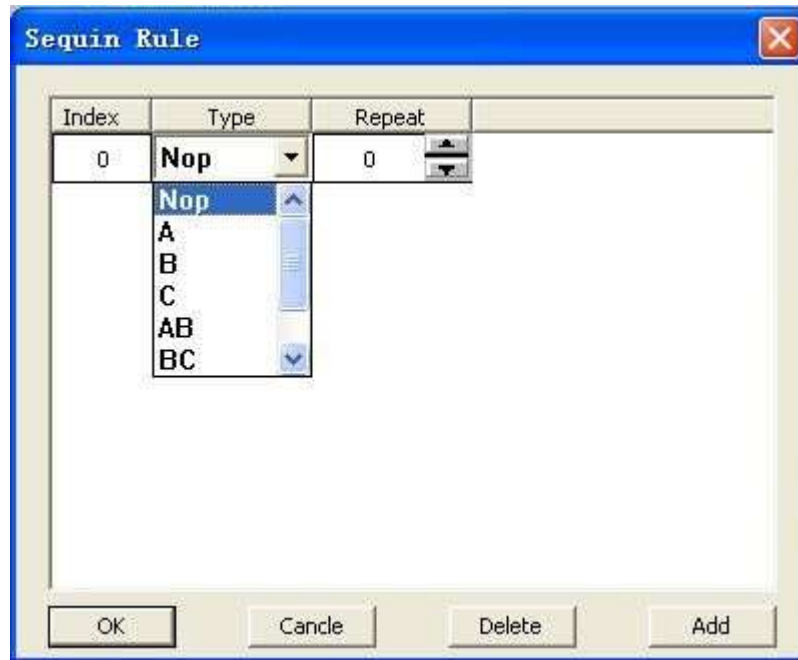 Sequin Rule
Index Type Repeat
0 Nop 0
Nop
A
B
C
AB
BC
OK Cancle Delete Add